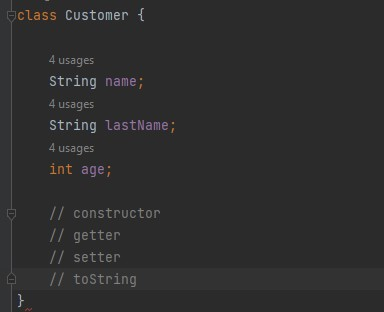 class Customer {
4 usages
String name;
4 usages
String lastName;
4 usages
int age;
// constructor
// getter
// setter
// toString
}